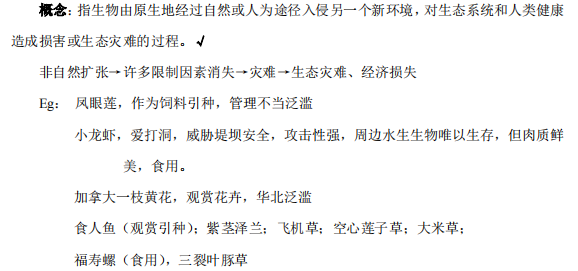 概念：指生物由原生地经过自然或人为途径入侵另一个新环境，对生态系统和人类健康
造成损害或生态灾难的过程。√
非自然扩张→许多限制因素消失→灾难→生态灾难、经济损失
Eg： 凤眼莲，作为饲料引种，管理不当泛滥
小龙虾，爱打洞，威胁堤坝安全，攻击性强，周边水生生物唯以生存，但肉质鲜
美，食用。
加拿大一枝黄花，观赏花卉，华北泛滥
食人鱼（观赏引种）；紫茎泽兰；飞机草；空心莲子草；大米草；
福寿螺（食用），三裂叶豚草